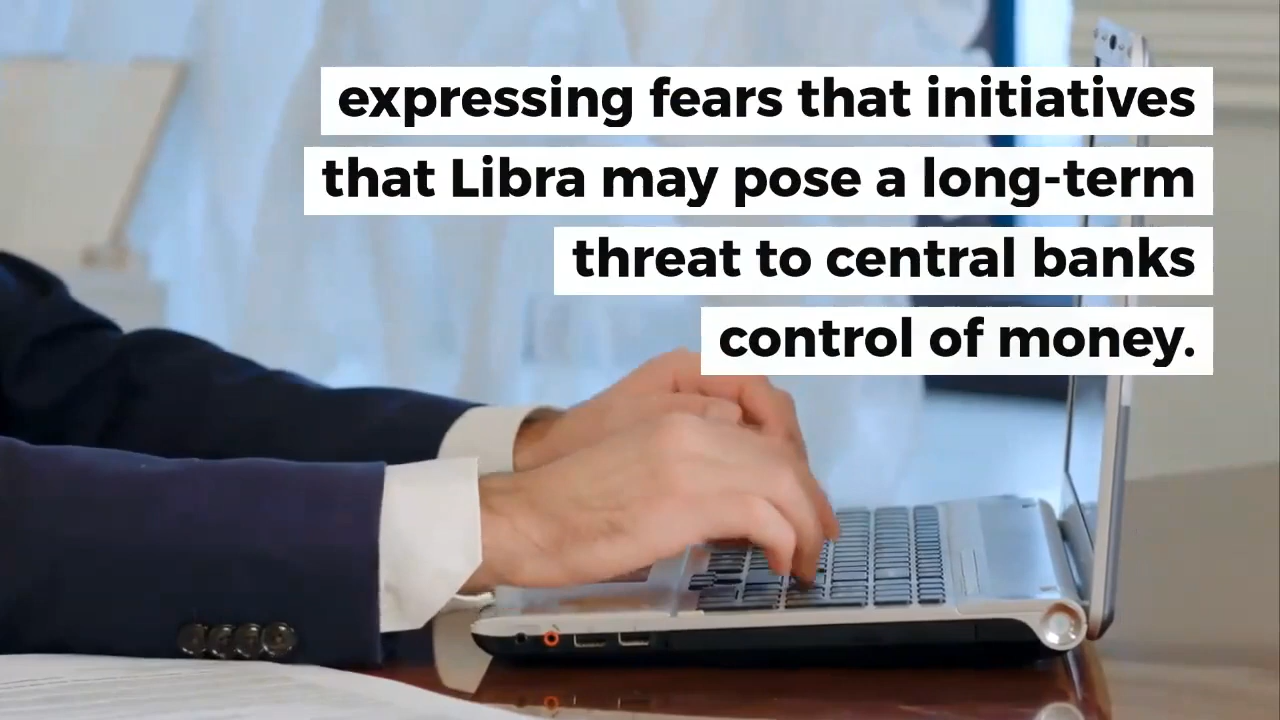 expressing fears that initiatives
that Libra may pose a long-term
threat to central banks
control of money.